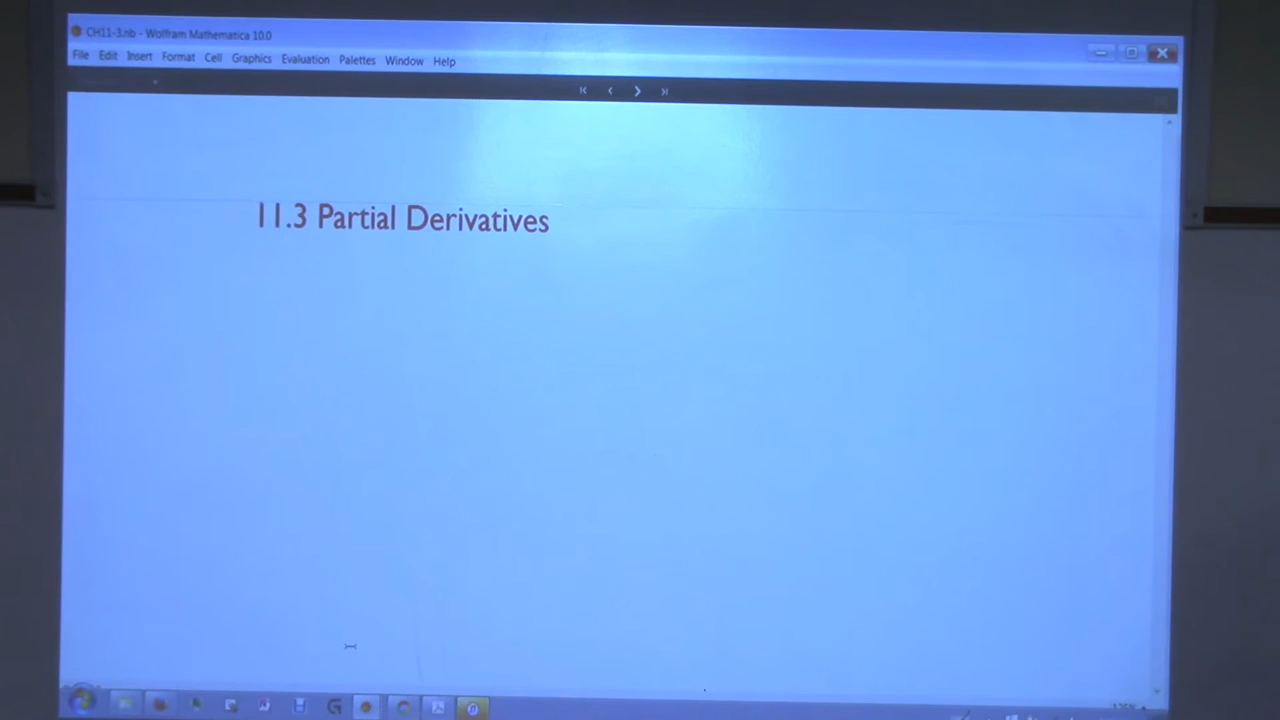 CH11-3.nb - Wolfram Mathematica 10.0
File Edit Insert Format Cell Graphics Evaluation Palettes Window Help
11.3 Partial Derivatives